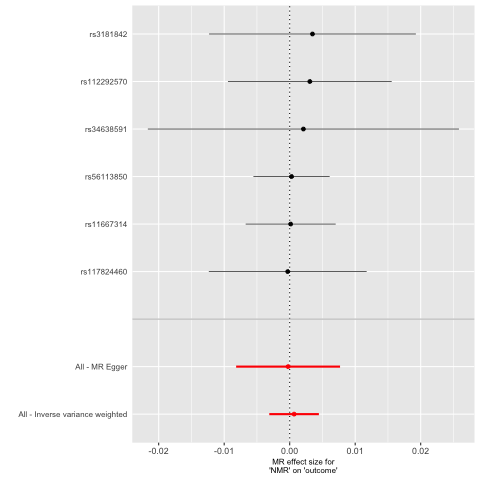 rs3181842
rs112292570
rs34638591
rs56113850
rs11667314
rs117824460
All - MR Egger
All - Inverse variance weighted
-0.02 -0.01 0.00 0.01 0.02
MR effect size for
'NMR' on 'outcome'